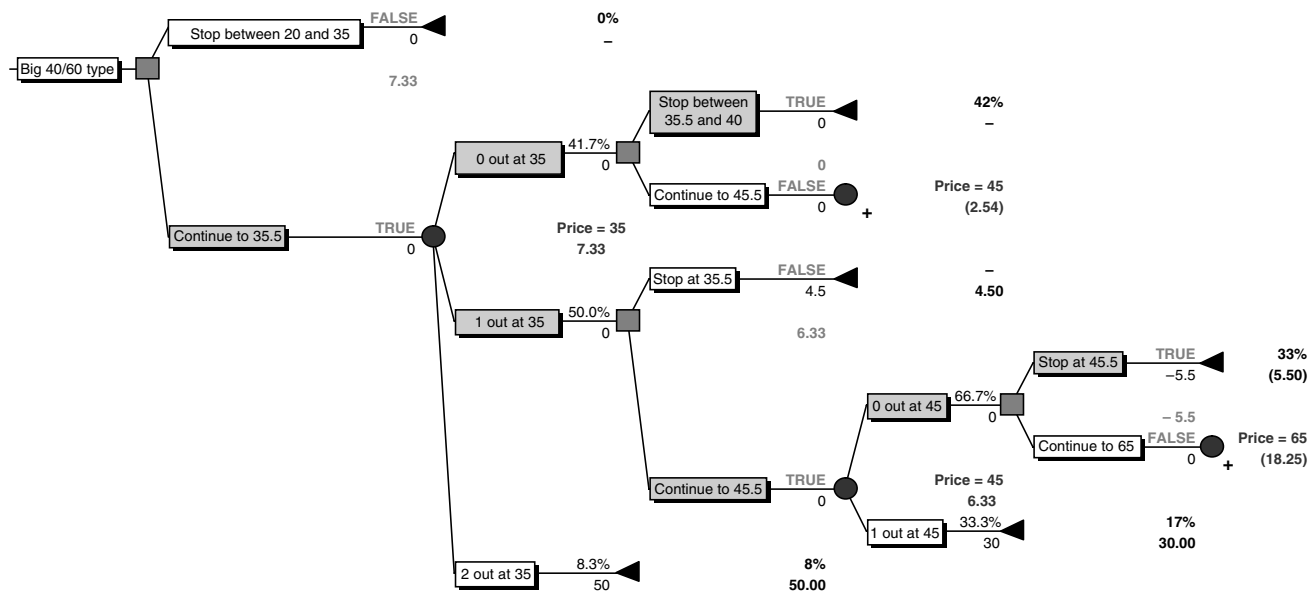 FALSE
0%
Stop between 20 and 35
0
–
Big 40/60 type
7.33
Stop between
35.5 and 40
TRUE
42%
0
–
0 out at 35
41.7%
0
0
Continue to 45.5
FALSE
Price = 45
0
+
(2.54)
Continue to 35.5
TRUE
0
Price = 35
7.33
Stop at 35.5
FALSE
–
4.5
4.50
1 out at 35
50.0%
0
6.33
Stop at 45.5
TRUE
33%
–5.5
(5.50)
0 out at 45
66.7%
0
– 5.5
Continue to 65
FALSE
Price = 65
0
+
(18.25)
Continue to 45.5
TRUE
0
Price = 45
6.33
1 out at 45
33.3%
17%
30
30.00
2 out at 35
8.3%
8%
50
50.00